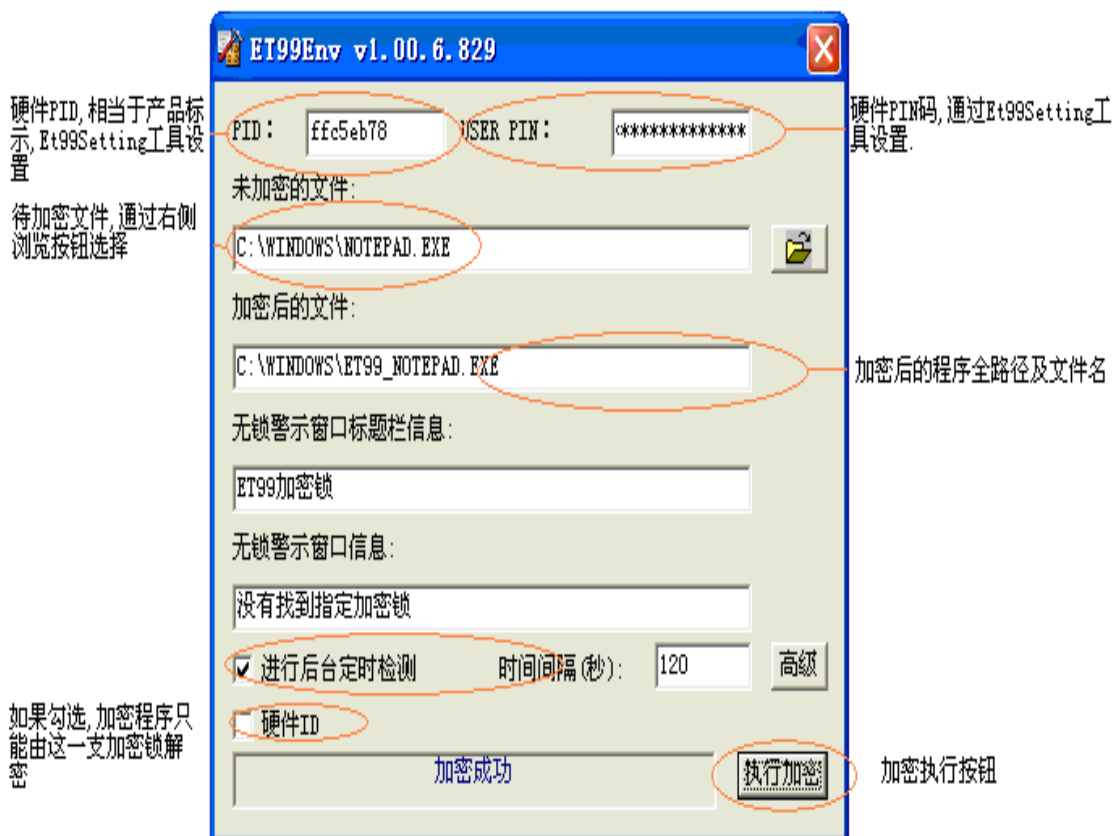 ET99Env v1.00.6.829
硬件PID,相当于产品标
示,Et99Setting工具设
置
PID: ffc5eb78 USER PIN: *************
硬件PIN码,通过Et99Setting工
具设置.
未加密的文件:
待加密文件,通过右侧
浏览按钮选择
C:\WINDOWS\NOTEPAD.EXE
加密后的文件:
C:\WINDOWS\ET99_NOTEPAD.EXE
加密后的程序全路径及文件名
无锁警示窗口标题栏信息:
ET99加密锁
无锁警示窗口信息:
没有找到指定加密锁
进行后台定时检测 时间间隔(秒): 120 高级
如果勾选,加密程序只
能由这一支加密锁解
密
硬件ID
加密成功 执行加密
加密执行按钮